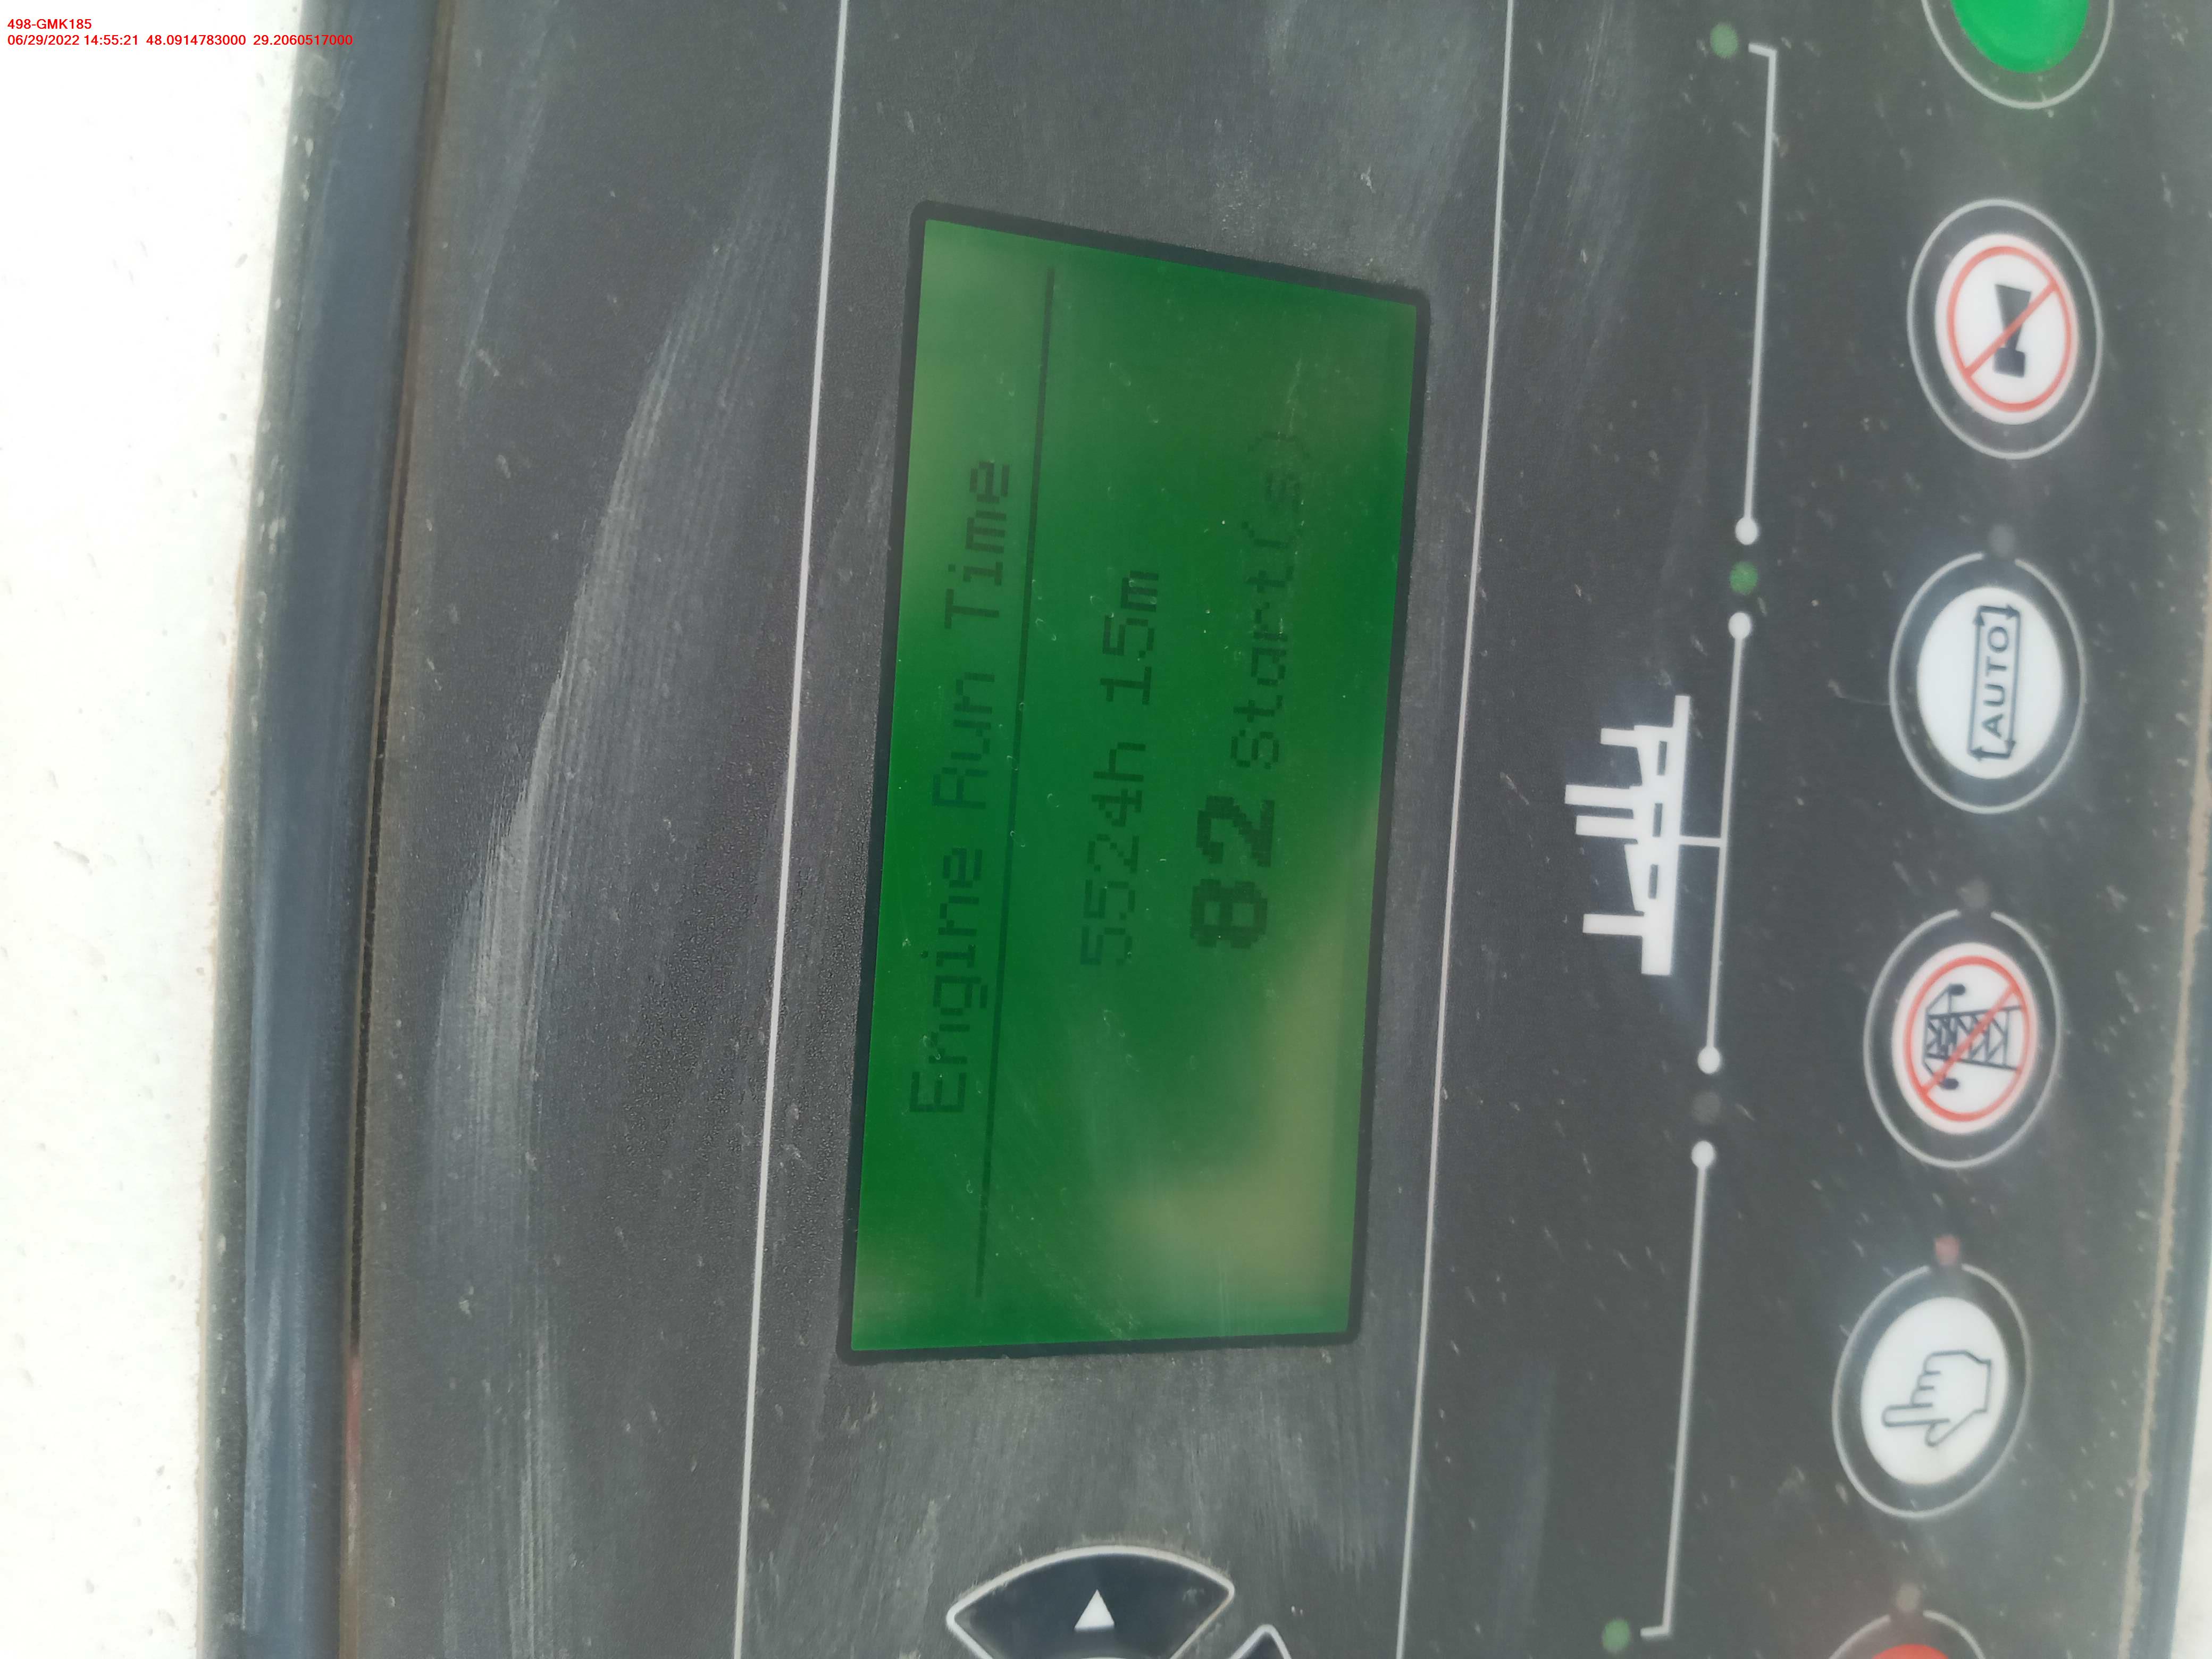 498-GMK185
06/29/2022 14:55:21 48.0914783000 29.2060517000
Engine Run Time
5524h 15m
82 Start(s)
AUTO